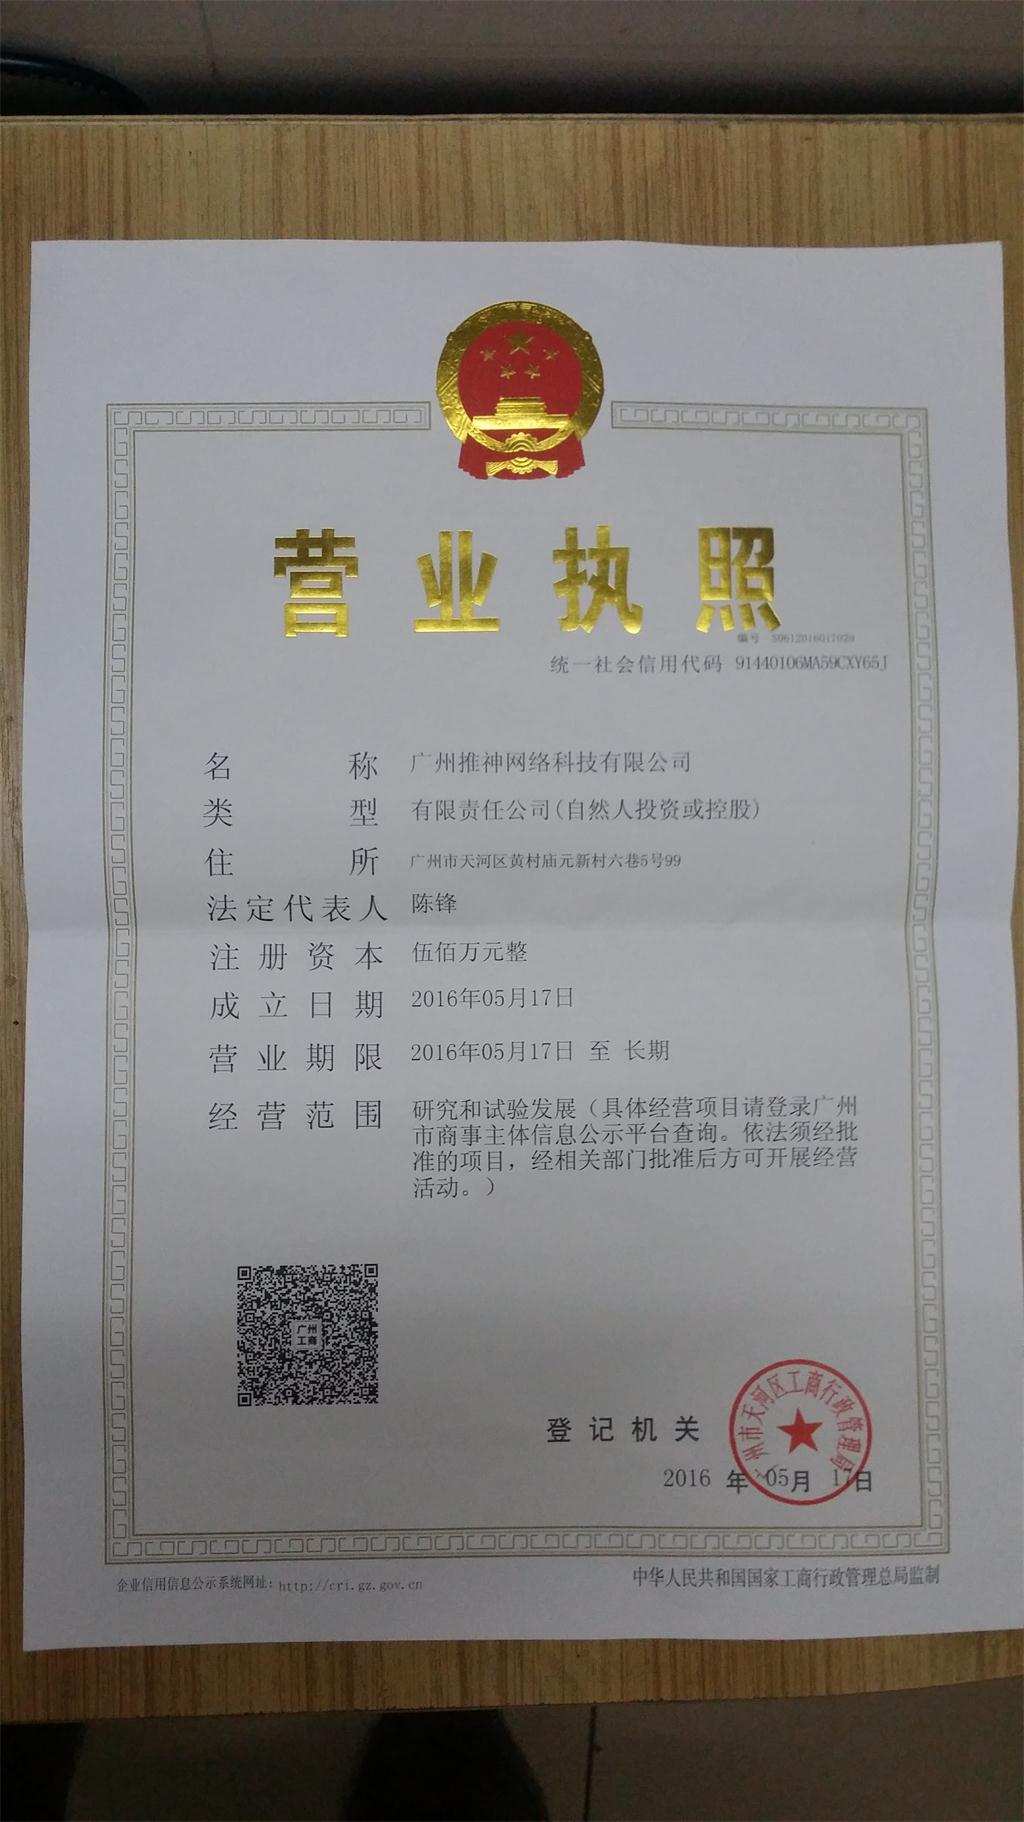 营业执照
编号 S0612016017029
统一社会信用代码 91440106MA59CXY65J
名称 广州推神网络科技有限公司
类型 有限责任公司(自然人投资或控股)
住所 广州市天河区黄村庙元新村六巷5号99
法定代表人 陈锋
注册资本 伍佰万元整
成立日期 2016年05月17日
营业期限 2016年05月17日 至 长期
经营范围 研究和试验发展（具体经营项目请登录广州
市商事主体信息公示平台查询。依法须经批
准的项目，经相关部门批准后方可开展经营
活动。）
广州
工商
登记机关
广州市天河区工商行政管理局
2016 年 05月 17日
企业信用信息公示系统网址: http://cri.gz.gov.cn
中华人民共和国国家工商行政管理总局监制